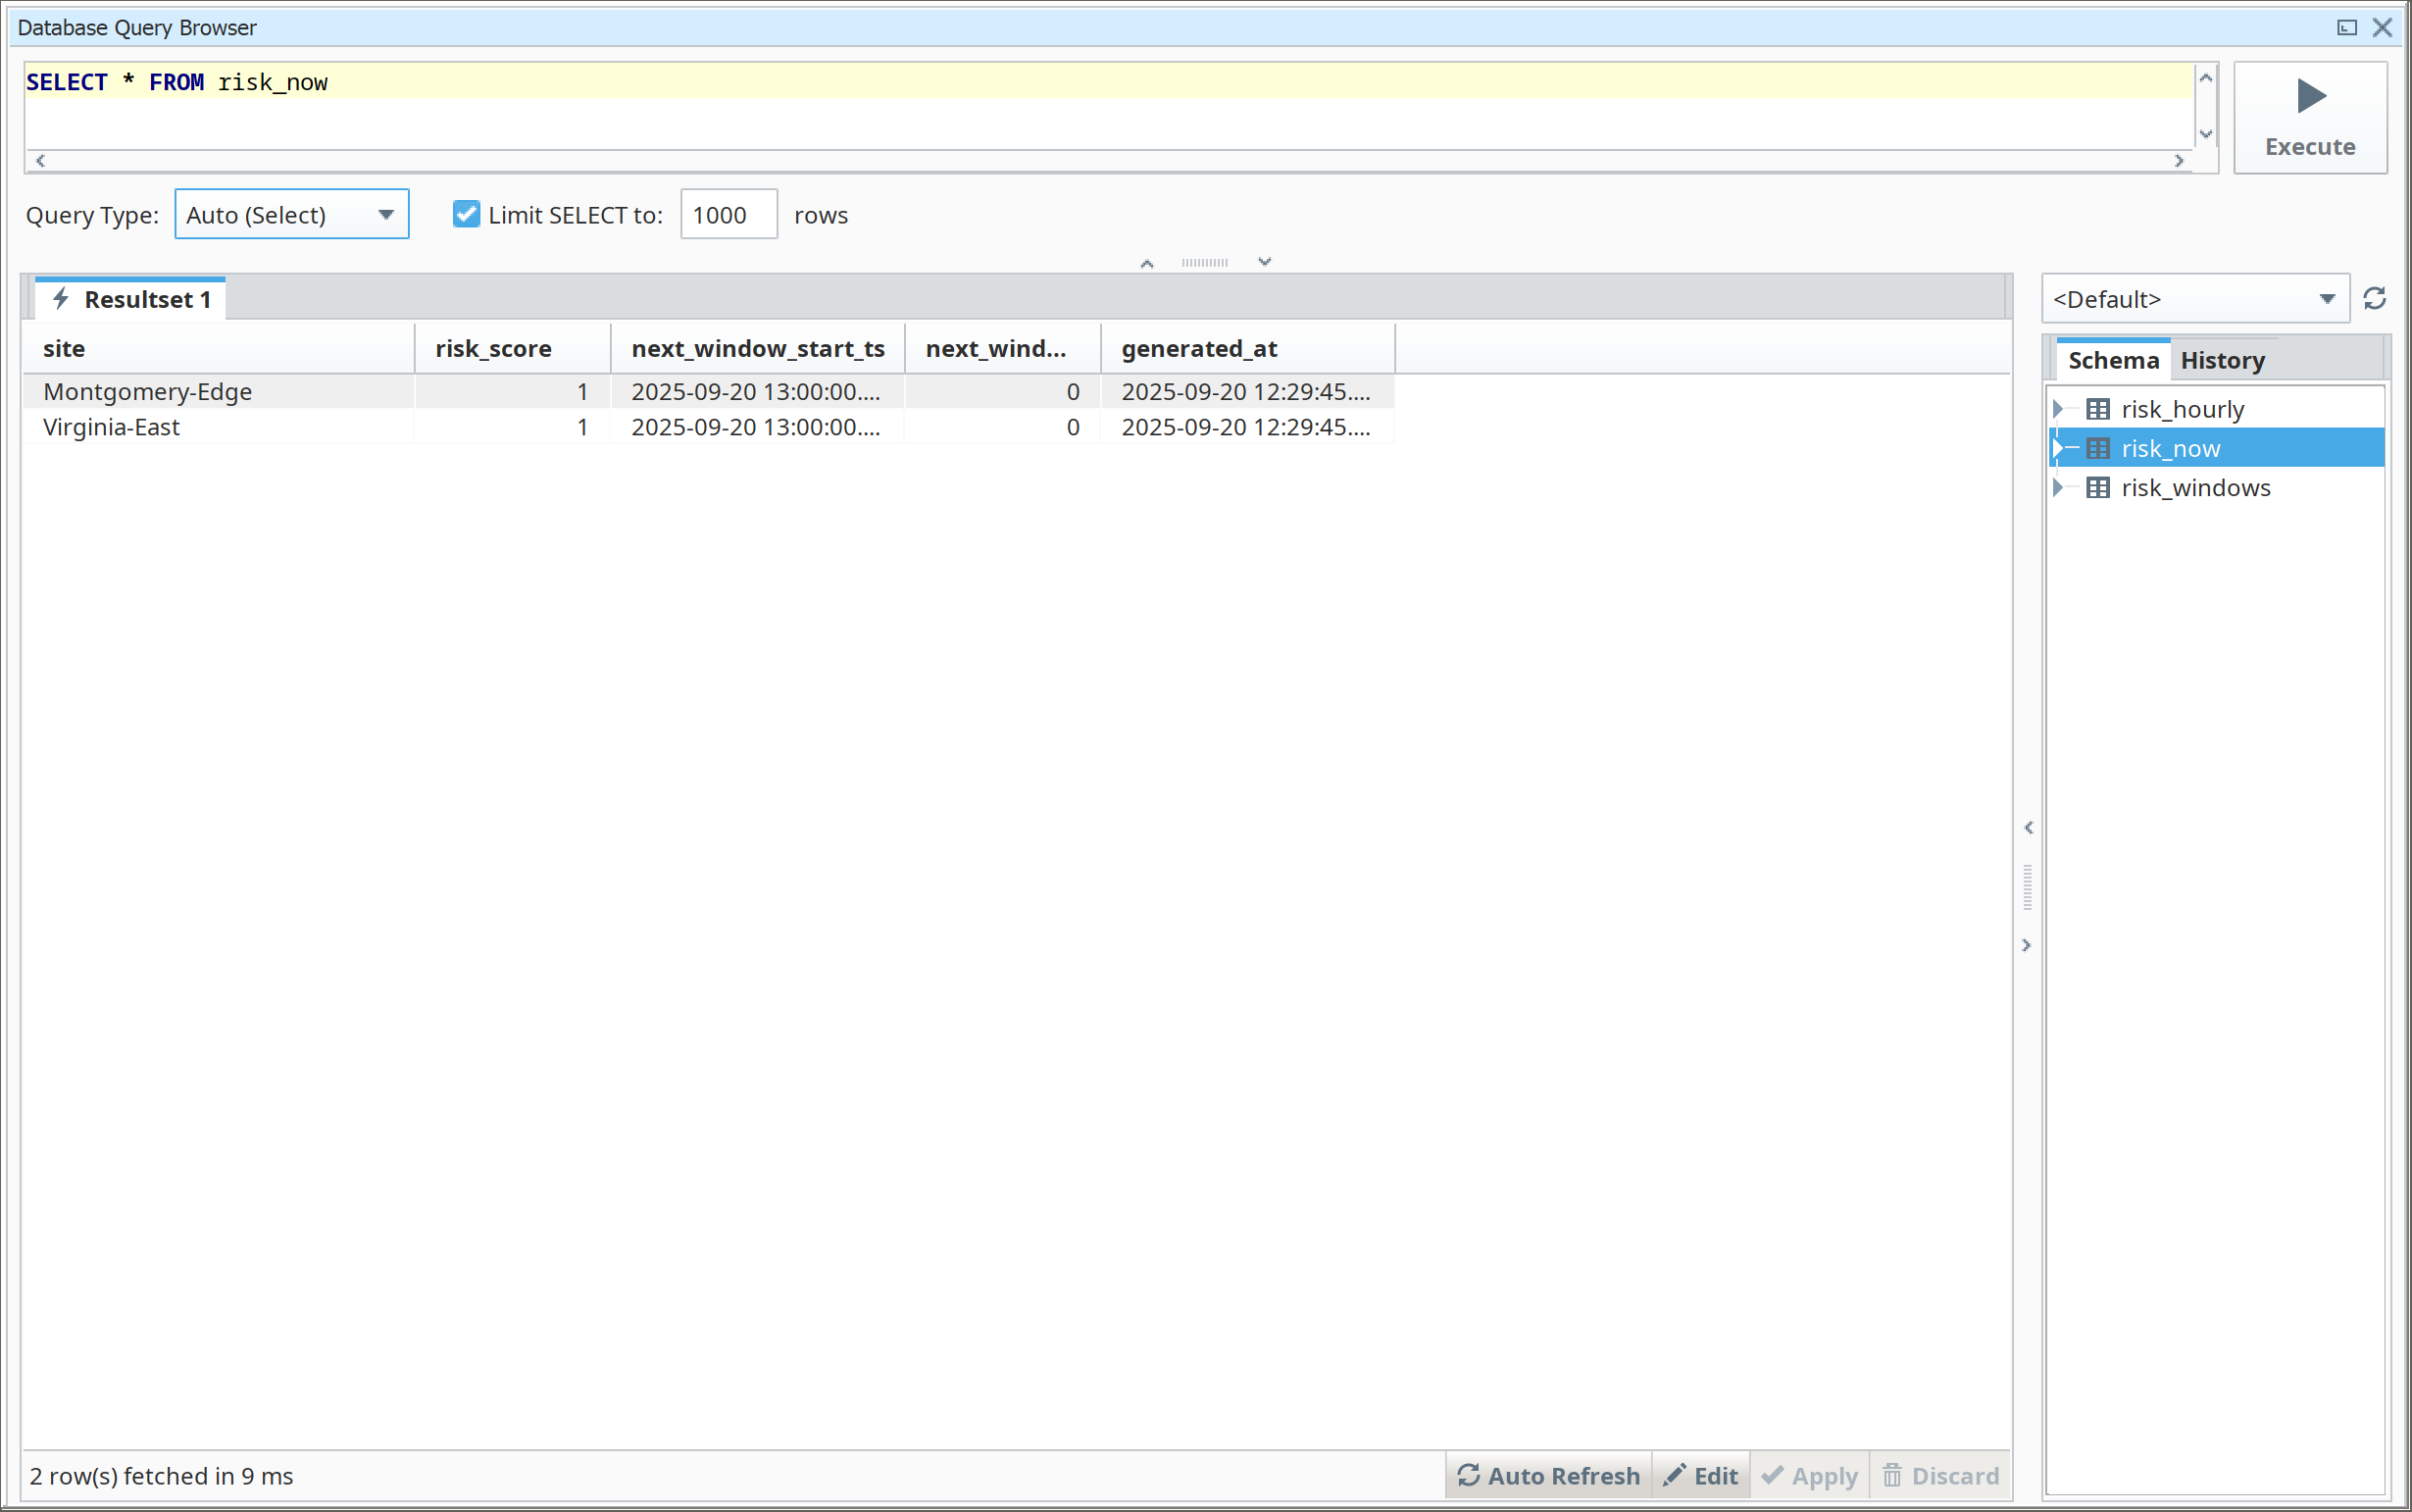 Database Query Browser
SELECT * FROM risk_now
Execute
Query Type: Auto (Select) Limit SELECT to: 1000 rows
Resultset 1
site risk_score next_window_start_ts next_wind... generated_at
Montgomery-Edge 1 2025-09-20 13:00:00.... 0 2025-09-20 12:29:45....
Virginia-East 1 2025-09-20 13:00:00.... 0 2025-09-20 12:29:45....
<Default>
Schema History
risk_hourly
risk_now
risk_windows
2 row(s) fetched in 9 ms
Auto Refresh Edit Apply Discard